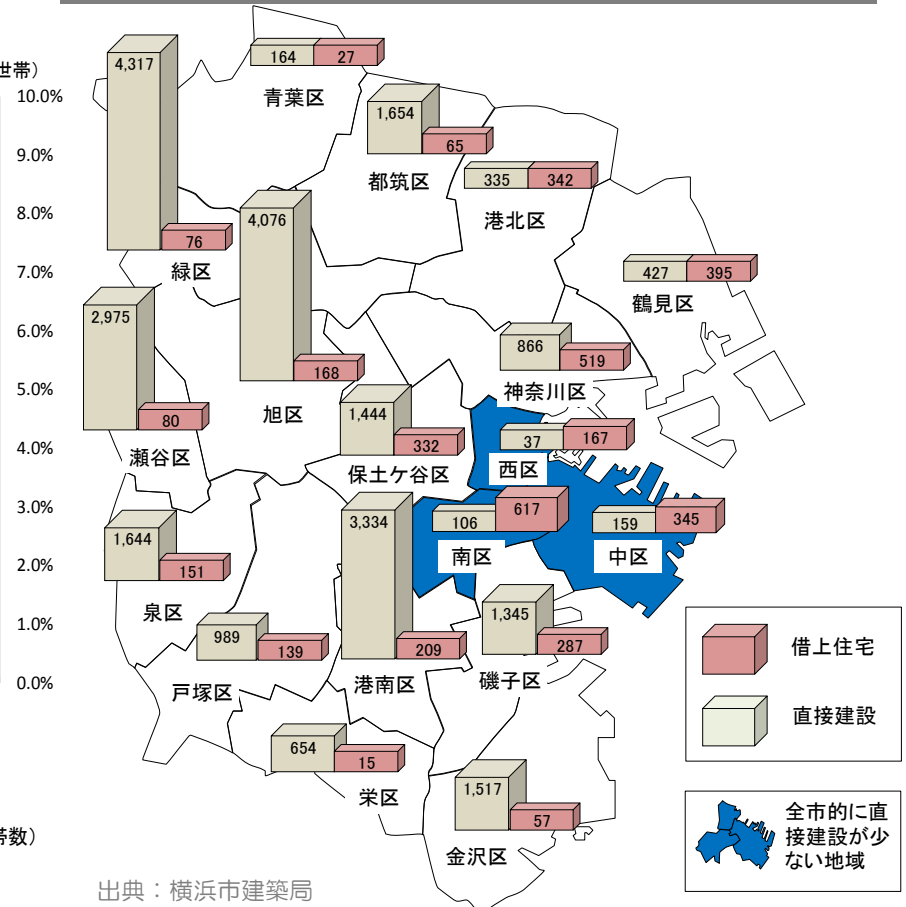 世帯)
10.0%
9.0%
8.0%
7.0%
6.0%
5.0%
4.0%
3.0%
2.0%
1.0%
0.0%
帯数)
4,317
76
緑区
164
27
青葉区
1,654
65
都筑区
335
342
港北区
427
395
鶴見区
4,076
168
旭区
2,975
80
瀬谷区
866
519
神奈川区
1,444
332
保土ケ谷区
37
167
西区
106
617
南区
159
345
中区
3,334
209
港南区
1,644
151
泉区
989
139
戸塚区
1,345
287
磯子区
654
15
栄区
1,517
57
金沢区
借上住宅
直接建設
全市的に直
接建設が少
ない地域
出典：横浜市建築局